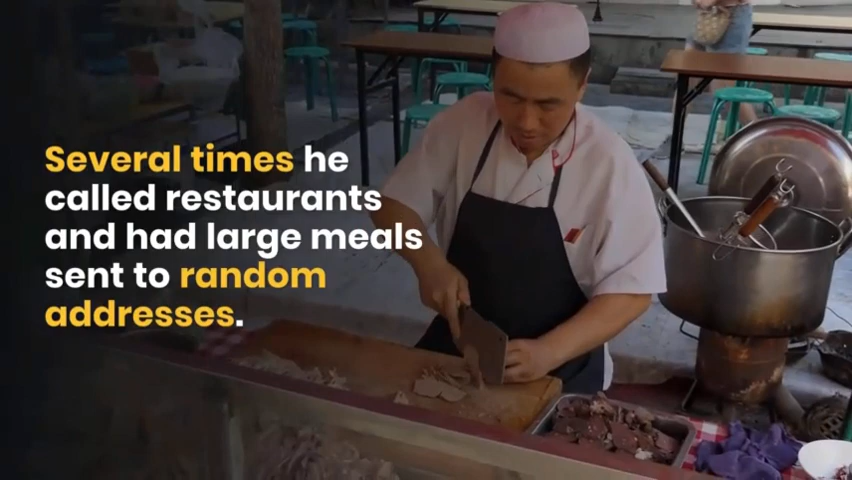 Several times he
called restaurants
and had large meals
sent to random
addresses.